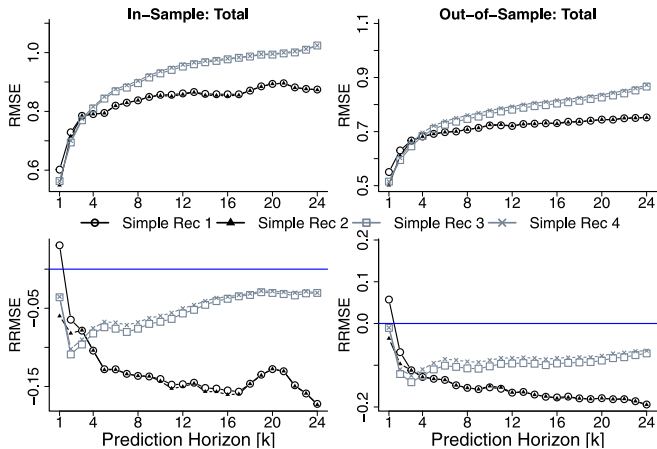 In-Sample: Total
Out-of-Sample: Total
RMSE
0.6 0.8 1.0
1 4 8 12 16 20 24
RMSE
0.5 0.7 0.9 1.1
1 4 8 12 16 20 24
Simple Rec 1 Simple Rec 2 Simple Rec 3 Simple Rec 4
RRMSE
-0.15 -0.05
1 4 8 12 16 20 24
Prediction Horizon [k]
RRMSE
-0.2 0.0 0.1 0.2
1 4 8 12 16 20 24
Prediction Horizon [k]